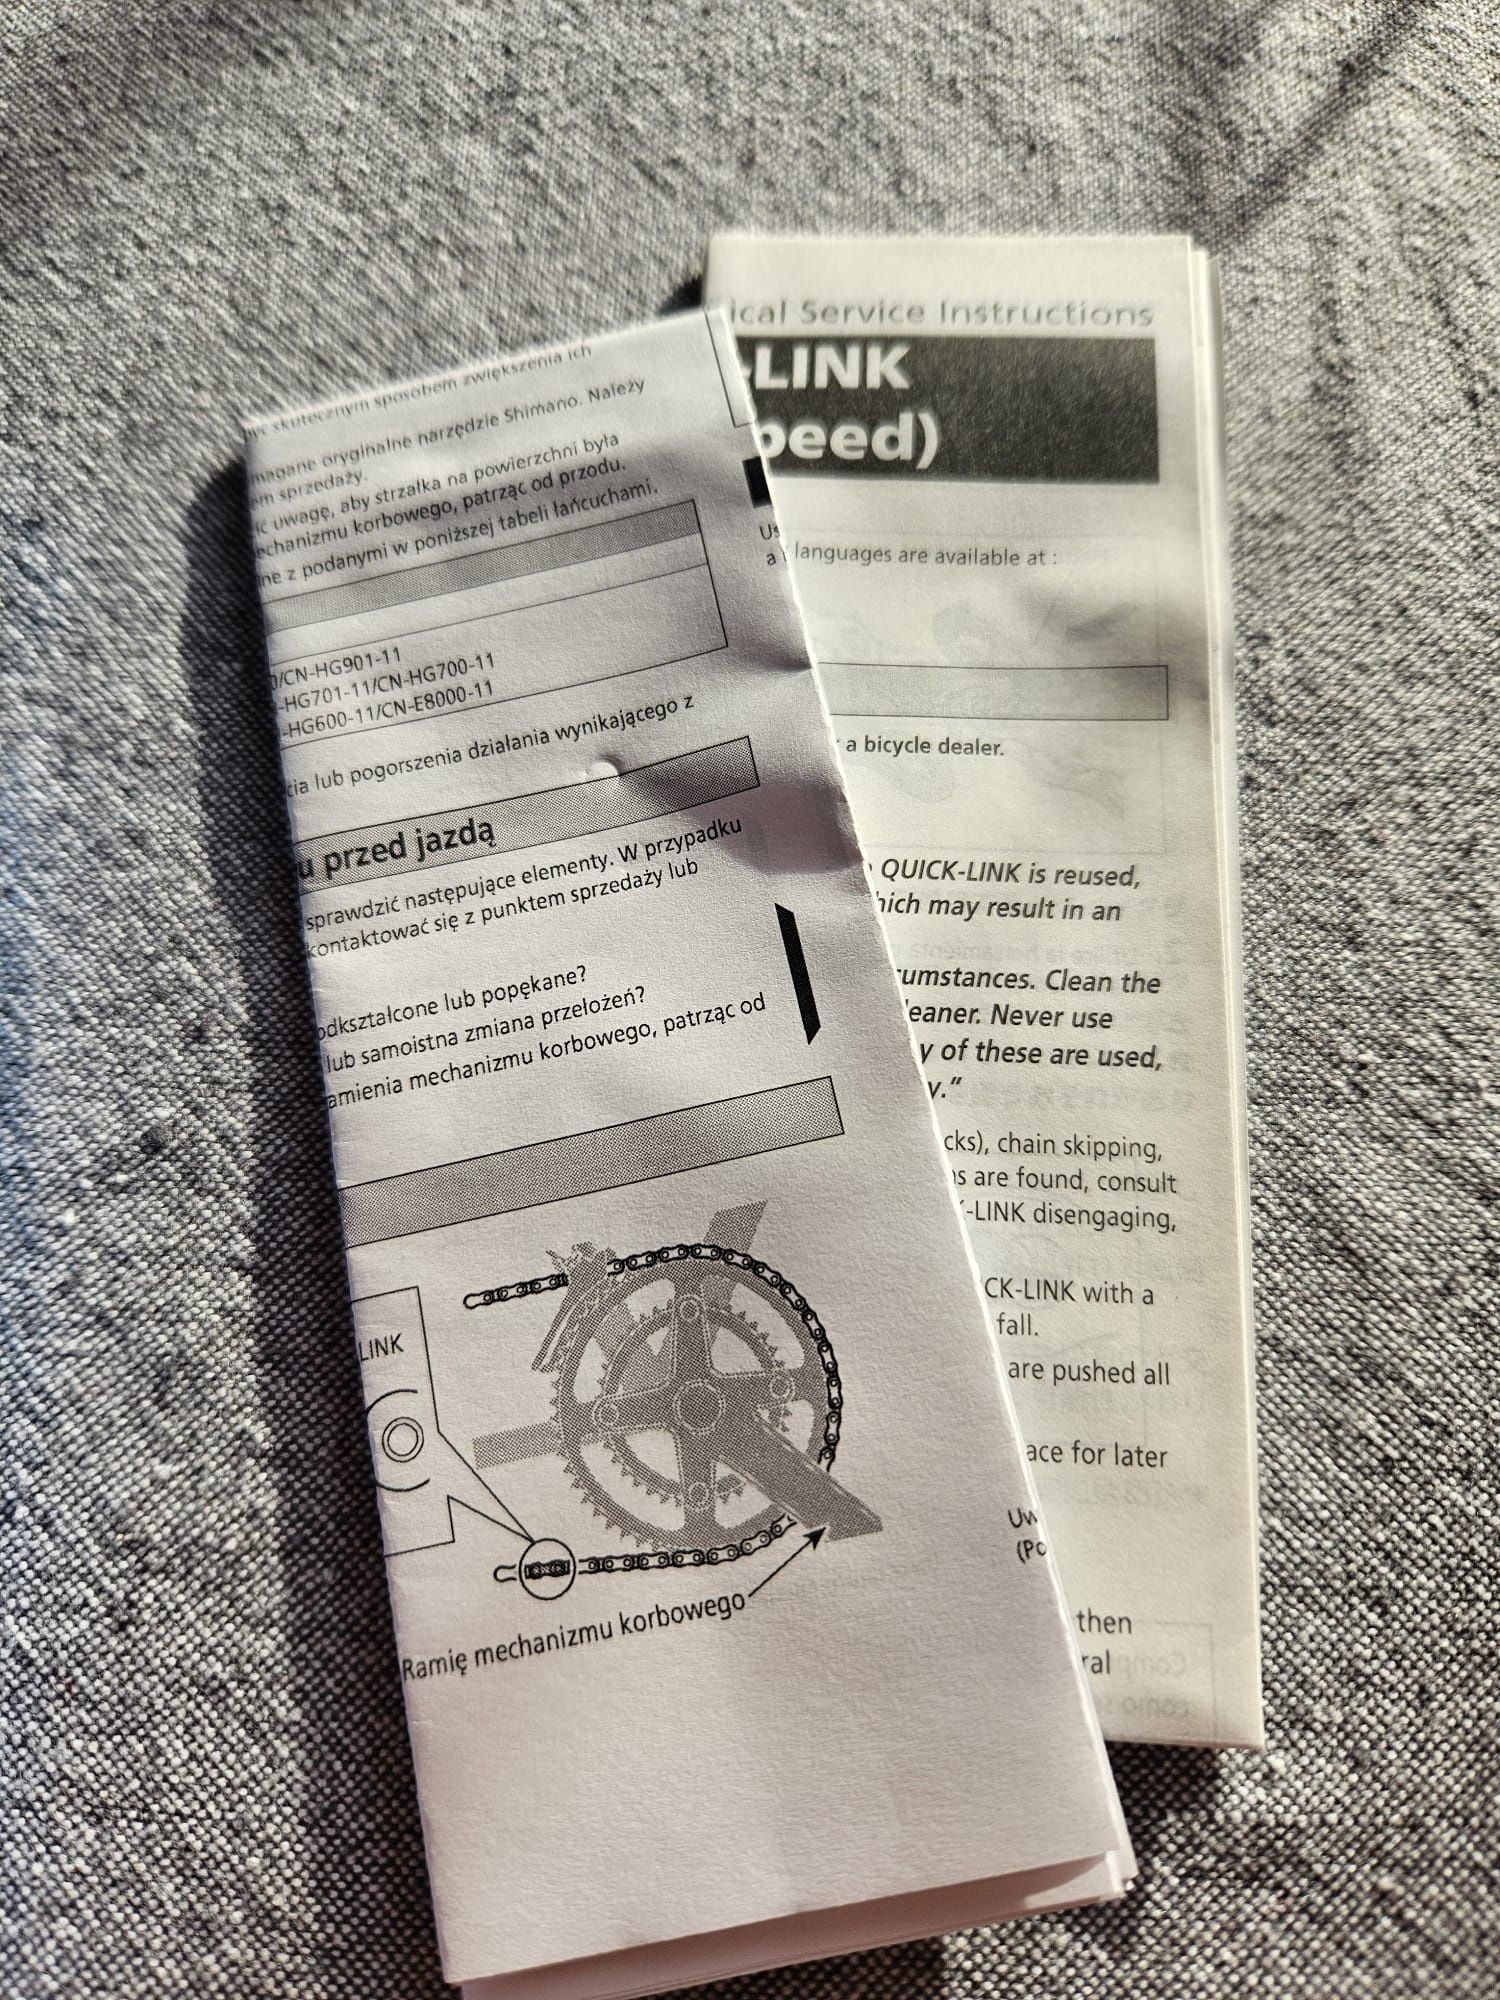 skutecznym sposobem zwiększenia ich
magane oryginalne narzędzie Shimano. Należy
em sprzedaży.
ić uwagę, aby strzałka na powierzchni była
echanizmu korbowego, patrząc od przodu.
ne z podanymi w poniższej tabeli łańcuchami.
/CN-HG901-11
-HG701-11/CN-HG700-11
-HG600-11/CN-E8000-11
cia lub pogorszenia działania wynikającego z
u przed jazdą
sprawdzić następujące elementy. W przypadku
kontaktować się z punktem sprzedaży lub
odkształcone lub popękane?
lub samoistna zmiana przełożeń?
amienia mechanizmu korbowego, patrząc od
LINK
Ramię mechanizmu korbowego
Uw
(Po
ical Service Instructions
-LINK
peed)
Us
a languages are available at :
a bicycle dealer.
QUICK-LINK is reused,
hich may result in an
cumstances. Clean the
leaner. Never use
y of these are used,
y."
cks), chain skipping,
s are found, consult
-LINK disengaging,
CK-LINK with a
fall.
are pushed all
ace for later
then
ral